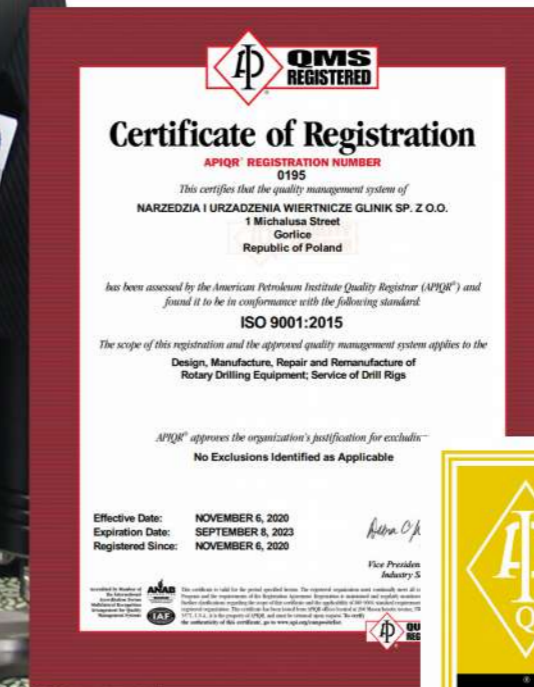 QMS
REGISTERED
Certificate of Registration
APIQR® REGISTRATION NUMBER
0195
This certifies that the quality management system of
NARZEDZIA I URZADZENIA WIERTNICZE GLINIK SP. Z O.O.
1 Michalusa Street
Gorlice
Republic of Poland
has been assessed by the American Petroleum Institute Quality Registrar (APIQR®) and
found it to be in conformance with the following standard:
ISO 9001:2015
The scope of this registration and the approved quality management system applies to the
Design, Manufacture, Repair and Remanufacture of
Rotary Drilling Equipment; Service of Drill Rigs
APIQR® approves the organization's justification for excludin
No Exclusions Identified as Applicable
Effective Date: NOVEMBER 6, 2020
Expiration Date: SEPTEMBER 8, 2023
Registered Since: NOVEMBER 6, 2020
Vice Presiden
Industry S
ANAB
IAF
QU
REG
Q